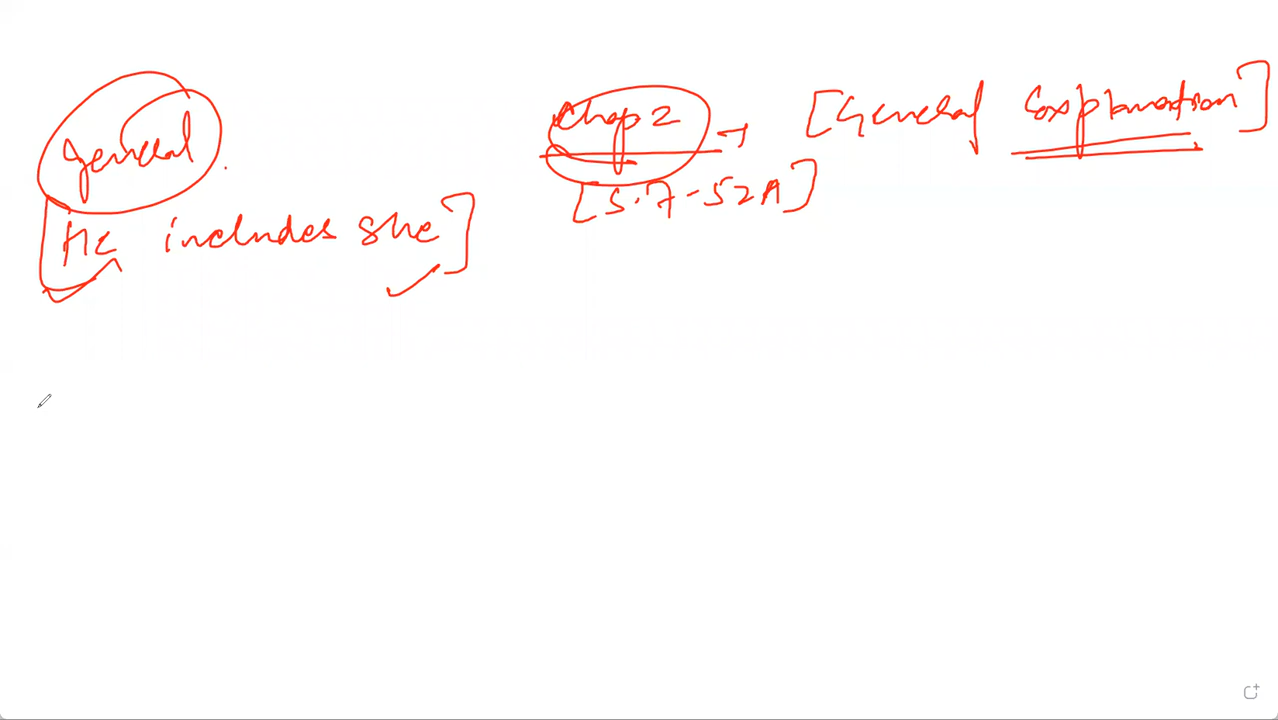 general
[He includes She]
Chap 2 → [General Explanation]
[S.7-52A]